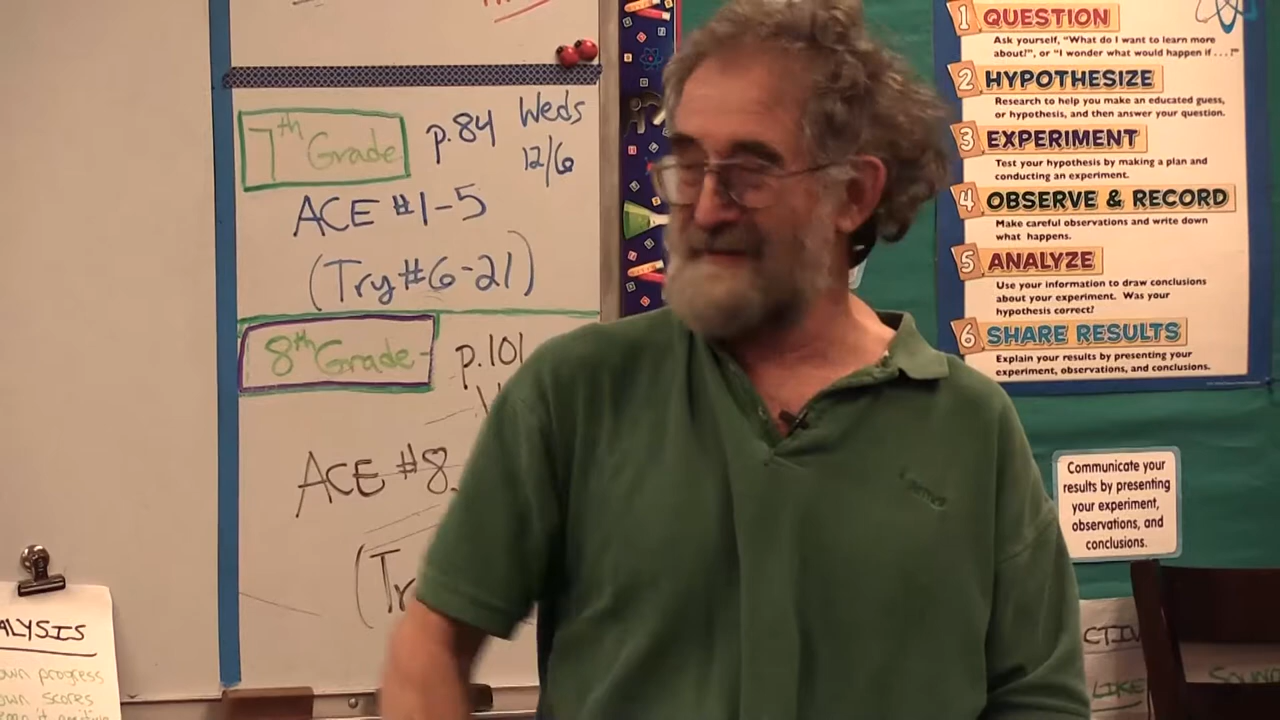 7th Grade p.84 Weds
12/6
ACE #1-5
(Try #6-21)
8th Grade- p.101
ACE #8
(Tr
ALYSIS
own progress
own scores
1 QUESTION
Ask yourself, “What do I want to learn more
about?”, or “I wonder what would happen if . . .?”
2 HYPOTHESIZE
Research to help you make an educated guess,
or hypothesis, and then answer your question.
3 EXPERIMENT
Test your hypothesis by making a plan and
conducting an experiment.
4 OBSERVE & RECORD
Make careful observations and write down
what happens.
5 ANALYZE
Use your information to draw conclusions
about your experiment. Was your
hypothesis correct?
6 SHARE RESULTS
Explain your results by presenting your
experiment, observations, and conclusions.
Communicate your
results by presenting
your experiment,
observations, and
conclusions.
CTIV
LIKE
SOUND